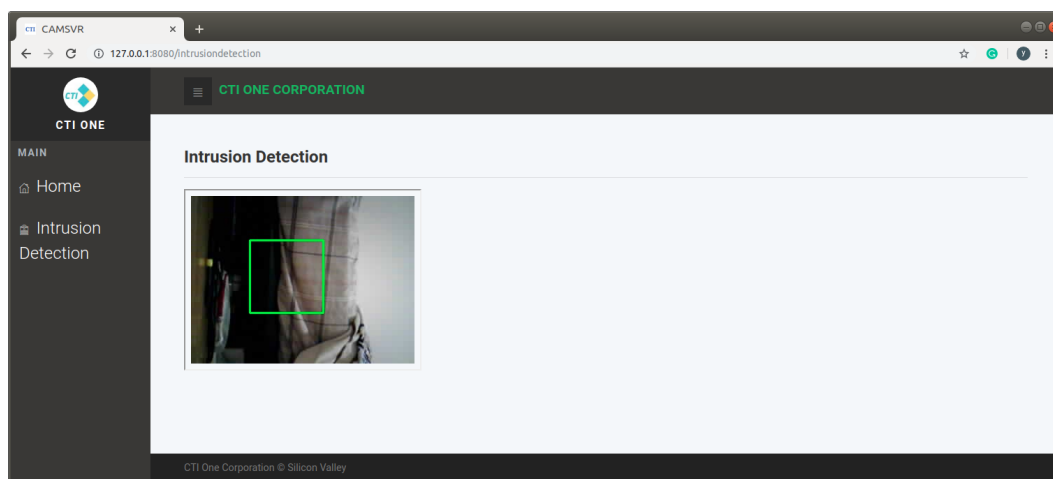 CTI CAMSVR
127.0.0.1:8080/intrusiondetection
Y
CTI
CTI ONE CORPORATION
CTI ONE
MAIN
Intrusion Detection
Home
Intrusion
Detection
CTI One Corporation © Silicon Valley